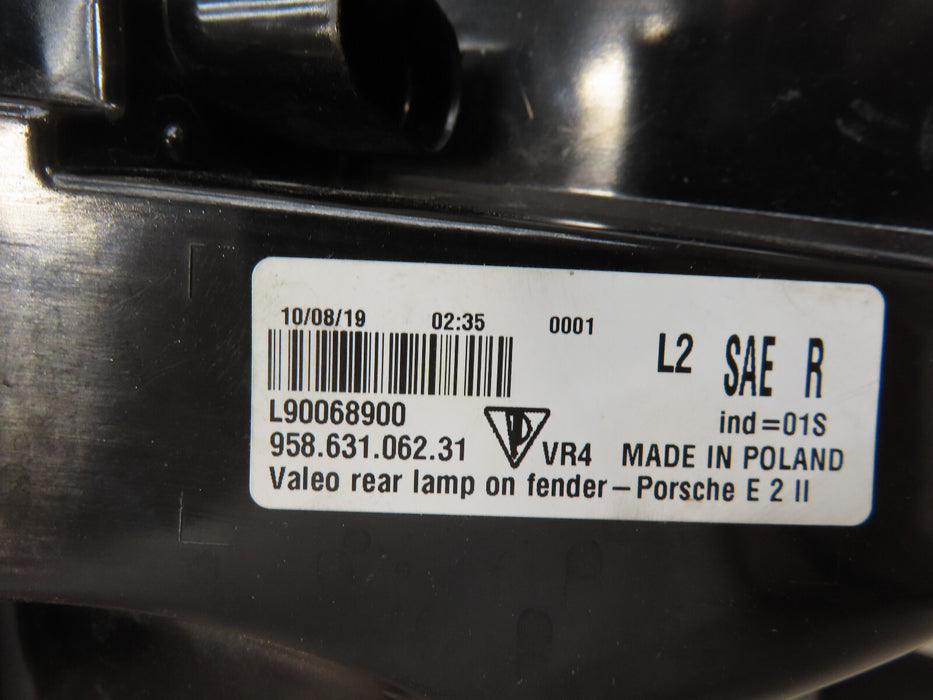 10/08/19 02:35 0001
L2 SAE R
L90068900
ind=01S
958.631.062.31 VR4 MADE IN POLAND
Valeo rear lamp on fender – Porsche E 2 II